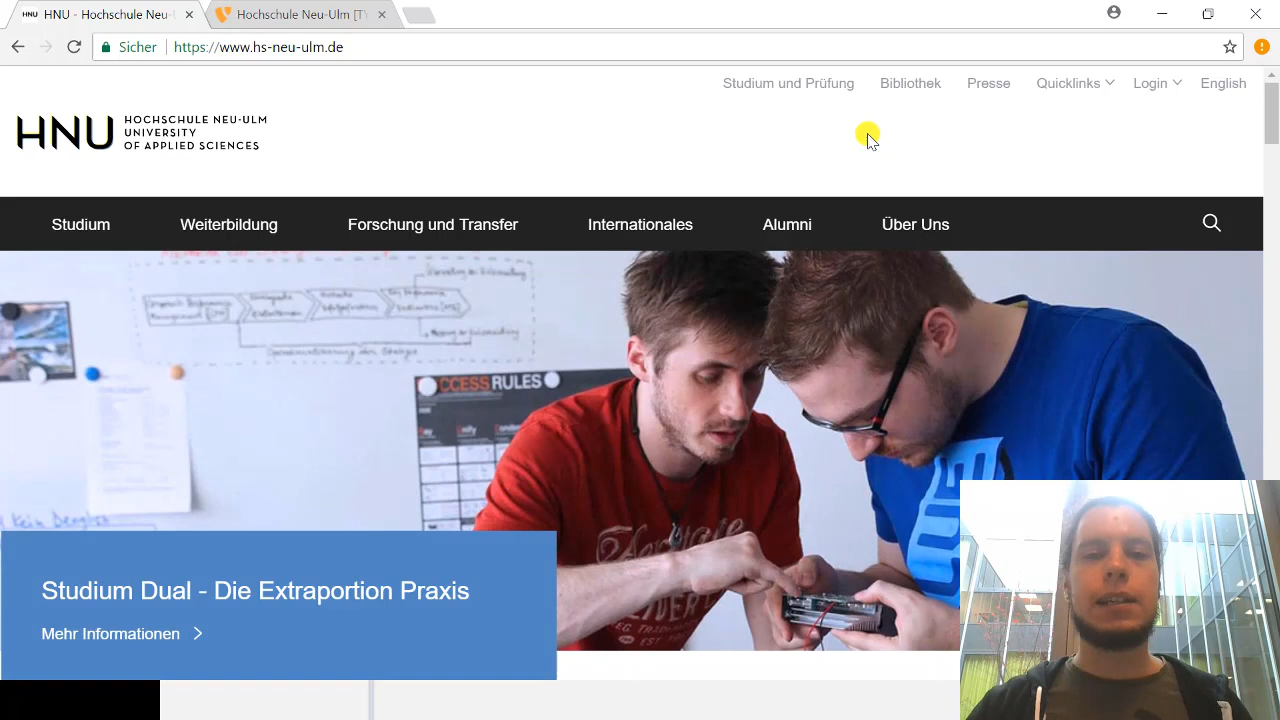 HNU - Hochschule Neu-
Hochschule Neu-Ulm [TY
Sicher
https://www.hs-neu-ulm.de
Studium und Prüfung
Bibliothek
Presse
Quicklinks
Login
English
HNU
HOCHSCHULE NEU-ULM
UNIVERSITY
OF APPLIED SCIENCES
Studium
Weiterbildung
Forschung und Transfer
Internationales
Alumni
Über Uns
CCESS RULES
Studium Dual - Die Extraportion Praxis
Mehr Informationen